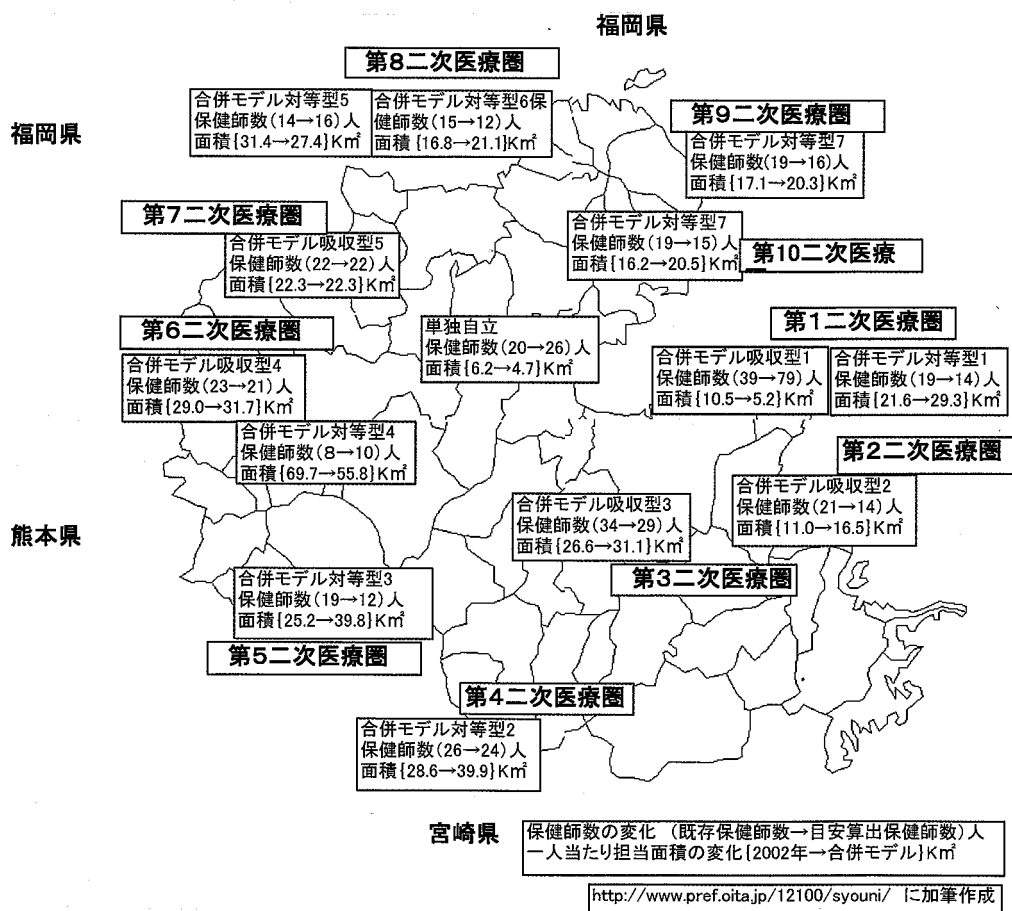 福岡県
第８二次医療圏
合併モデル対等型5
保健師数(14→16)人
面積{31.4→27.4}K㎡
合併モデル対等型6保
健師数(15→12)人
面積{16.8→21.1}K㎡
福岡県
第９二次医療圏
合併モデル対等型7
保健師数(19→16)人
面積{17.1→20.3}K㎡
第７二次医療圏
合併モデル吸収型5
保健師数(22→22)人
面積{22.3→22.3}K㎡
合併モデル対等型7
保健師数(19→15)人
面積{16.2→20.5}K㎡
第10二次医療
第６二次医療圏
合併モデル吸収型4
保健師数(23→21)人
面積{29.0→31.7}K㎡
単独自立
保健師数(20→26)人
面積{6.2→4.7}K㎡
第１二次医療圏
合併モデル吸収型1
保健師数(39→79)人
面積{10.5→5.2}K㎡
合併モデル対等型1
保健師数(19→14)人
面積{21.6→29.3}K㎡
合併モデル対等型4
保健師数(8→10)人
面積{69.7→55.8}K㎡
第２二次医療圏
合併モデル吸収型2
保健師数(21→14)人
面積{11.0→16.5}K㎡
熊本県
合併モデル吸収型3
保健師数(34→29)人
面積{26.6→31.1}K㎡
第３二次医療圏
合併モデル対等型3
保健師数(19→12)人
面積{25.2→39.8}K㎡
第５二次医療圏
第４二次医療圏
合併モデル対等型2
保健師数(26→24)人
面積{28.6→39.9}K㎡
宮崎県
保健師数の変化　(既存保健師数→目安算出保健師数)人
一人当たり担当面積の変化{2002年→合併モデル}K㎡
http://www.pref.oita.jp/12100/syouni/　に加筆作成